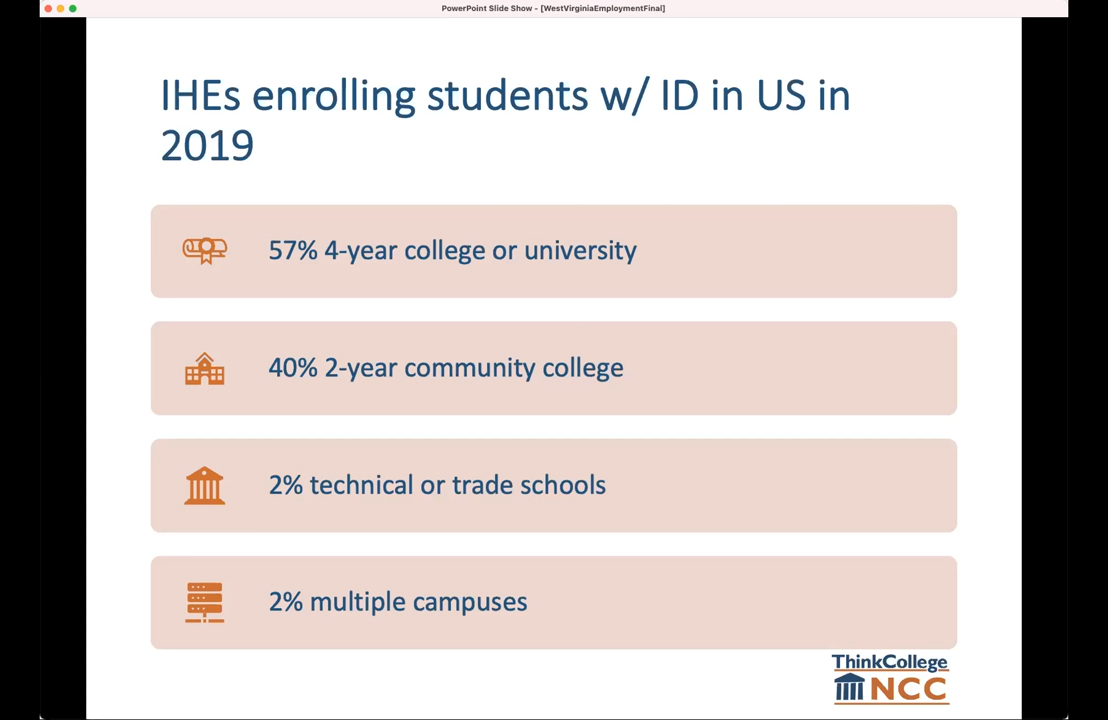 PowerPoint Slide Show - [WestVirginiaEmploymentFinal]
IHEs enrolling students w/ ID in US in
2019
57% 4-year college or university
40% 2-year community college
2% technical or trade schools
2% multiple campuses
ThinkCollege
NCC